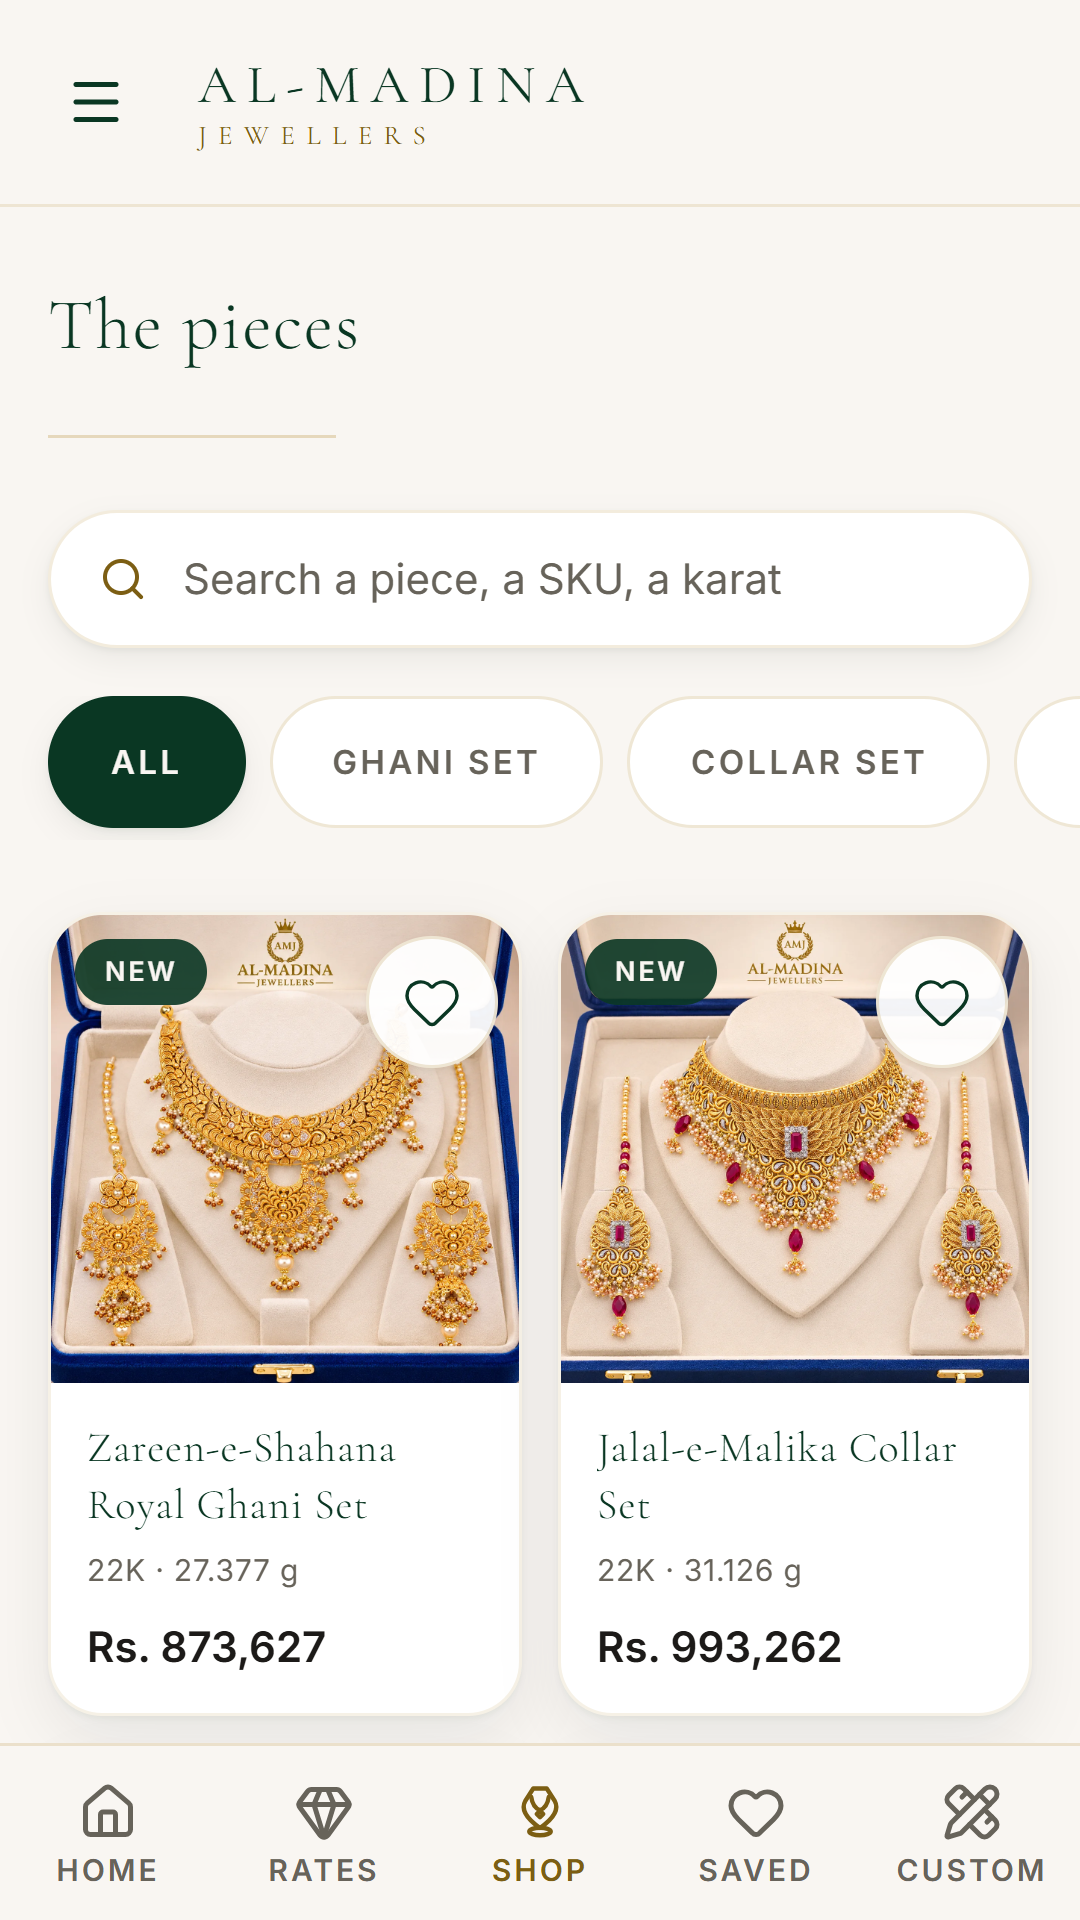 AL-MADINA
JEWELLERS
The pieces
Search a piece, a SKU, a karat
ALL
GHANI SET
COLLAR SET
NEW
AMJ
AL-MADINA
JEWELLERS
NEW
AMJ
AL-MADINA
JEWELLERS
Zareen-e-Shahana
Royal Ghani Set
22K · 27.377 g
Rs. 873,627
Jalal-e-Malika Collar
Set
22K · 31.126 g
Rs. 993,262
HOME
RATES
SHOP
SAVED
CUSTOM